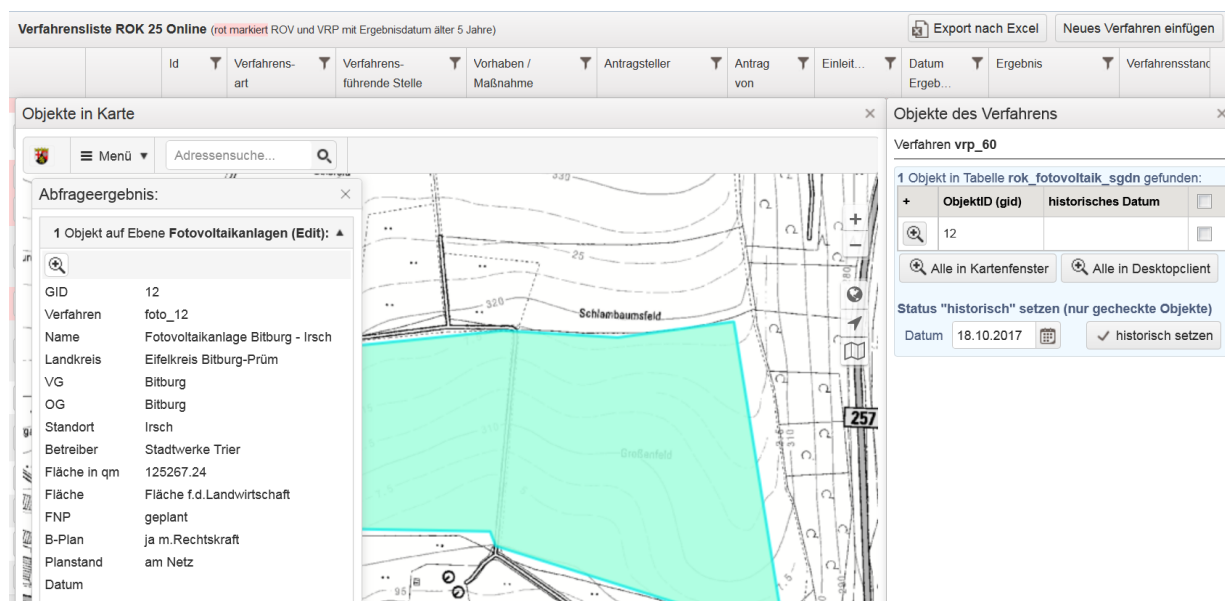 Verfahrensliste ROK 25 Online (rot markiert ROV und VRP mit Ergebnisdatum älter 5 Jahre)
Export nach Excel
Neues Verfahren einfügen
Id
Verfahrens-
art
Verfahrens-
führende Stelle
Vorhaben /
Maßnahme
Antragsteller
Antrag
von
Einleit...
Datum
Ergeb...
Ergebnis
Verfahrensstand
Objekte in Karte
Menü
Adressensuche...
Abfrageergebnis:
1 Objekt auf Ebene Fotovoltaikanlagen (Edit):
GID 12
Verfahren foto_12
Name Fotovoltaikanlage Bitburg - Irsch
Landkreis Eifelkreis Bitburg-Prüm
VG Bitburg
OG Bitburg
Standort Irsch
Betreiber Stadtwerke Trier
Fläche in qm 125267.24
Fläche Fläche f.d.Landwirtschaft
FNP geplant
B-Plan ja m.Rechtskraft
Planstand am Netz
Datum
330
25
320
Schlambaumsfeld
310
Großenfeld
257
310
7.5
290
95
80
+
−
Objekte des Verfahrens
Verfahren vrp_60
1 Objekt in Tabelle rok_fotovoltaik_sgdn gefunden:
+ ObjektID (gid) historisches Datum
12
Alle in Kartenfenster
Alle in Desktopclient
Status "historisch" setzen (nur gecheckte Objekte)
Datum 18.10.2017
historisch setzen